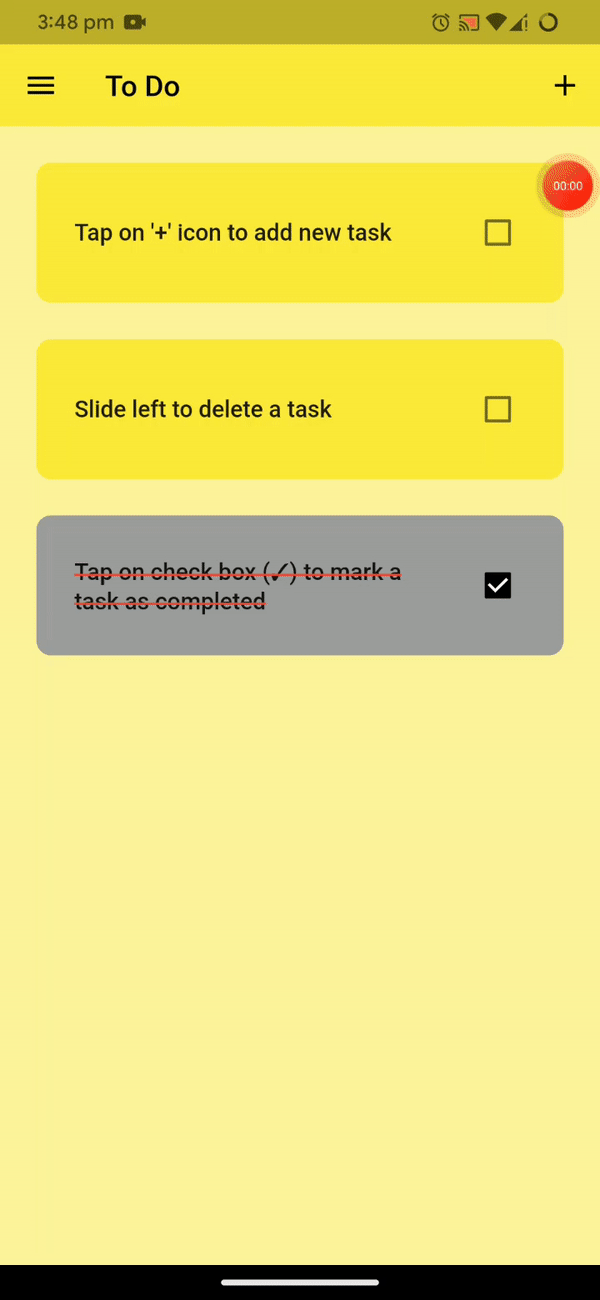 3:48 pm
To Do
00:00
Tap on '+' icon to add new task
Slide left to delete a task
Tap on check box (✓) to mark a
task as completed